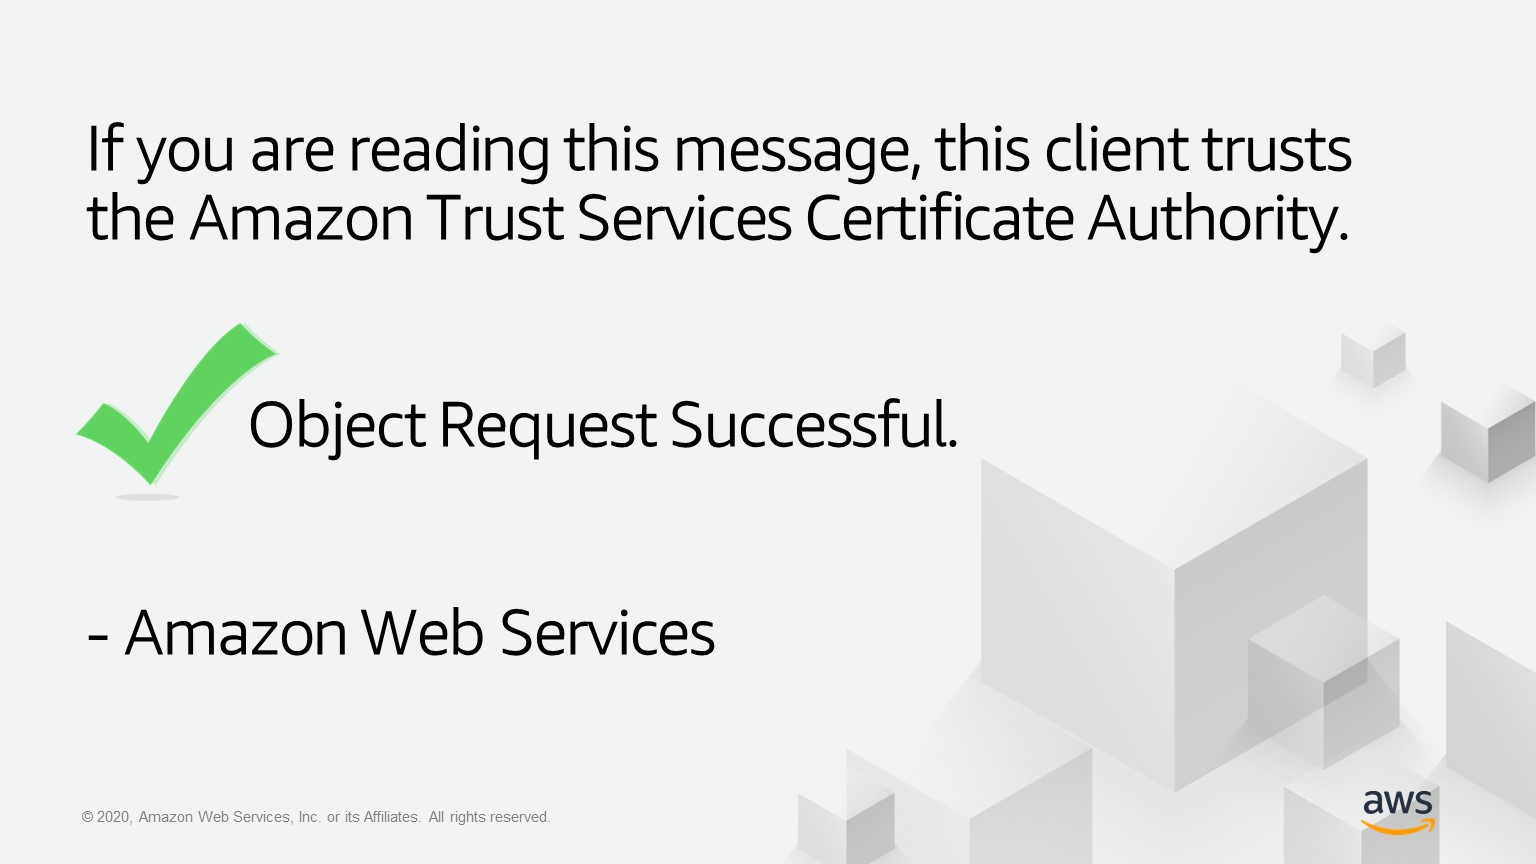 If you are reading this message, this client trusts
the Amazon Trust Services Certificate Authority.
Object Request Successful.
- Amazon Web Services
© 2020, Amazon Web Services, Inc. or its Affiliates. All rights reserved.
aws